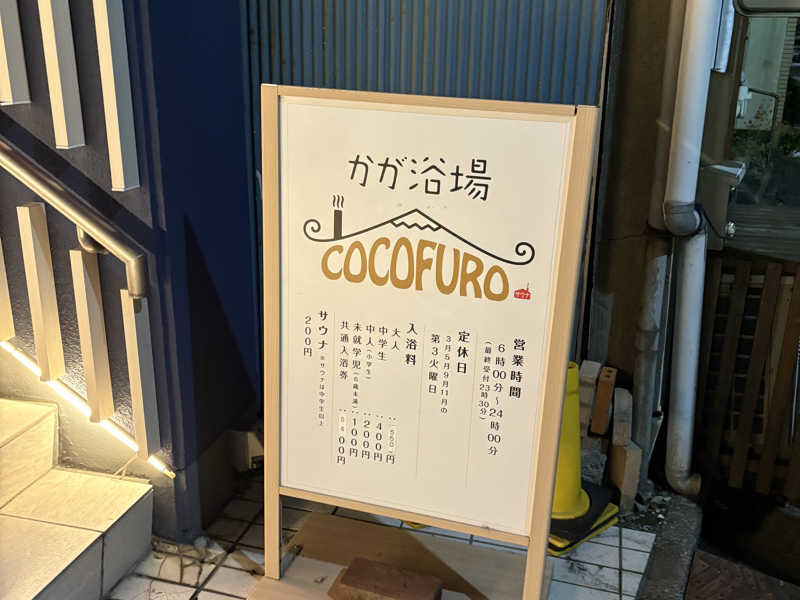 かが浴場
COCOFURO
サウナ
営業時間
6時00分～24時00分
(最終受付23時30分)
定休日
3月5月9月11月の
第3火曜日
入浴料
大人 : 550円
中学生 : 400円
中人(小学生) : 200円
未就学児(6歳未満) : 100円
共通入浴券 : 5400円
サウナ ※サウナは中学生以上
200円